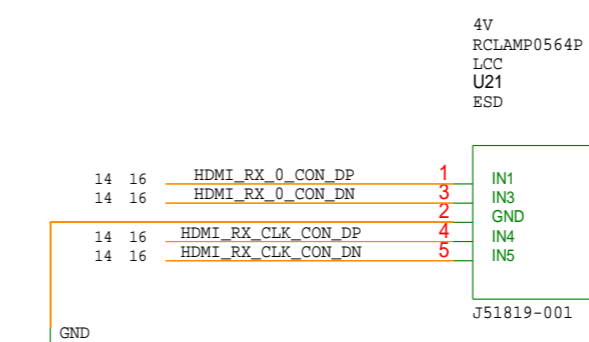 4V
RCLAMP0564P
LCC
U21
ESD
14 16 HDMI_RX_0_CON_DP 1 IN1
14 16 HDMI_RX_0_CON_DN 3 IN3
2 GND
14 16 HDMI_RX_CLK_CON_DP 4 IN4
14 16 HDMI_RX_CLK_CON_DN 5 IN5
J51819-001
GND